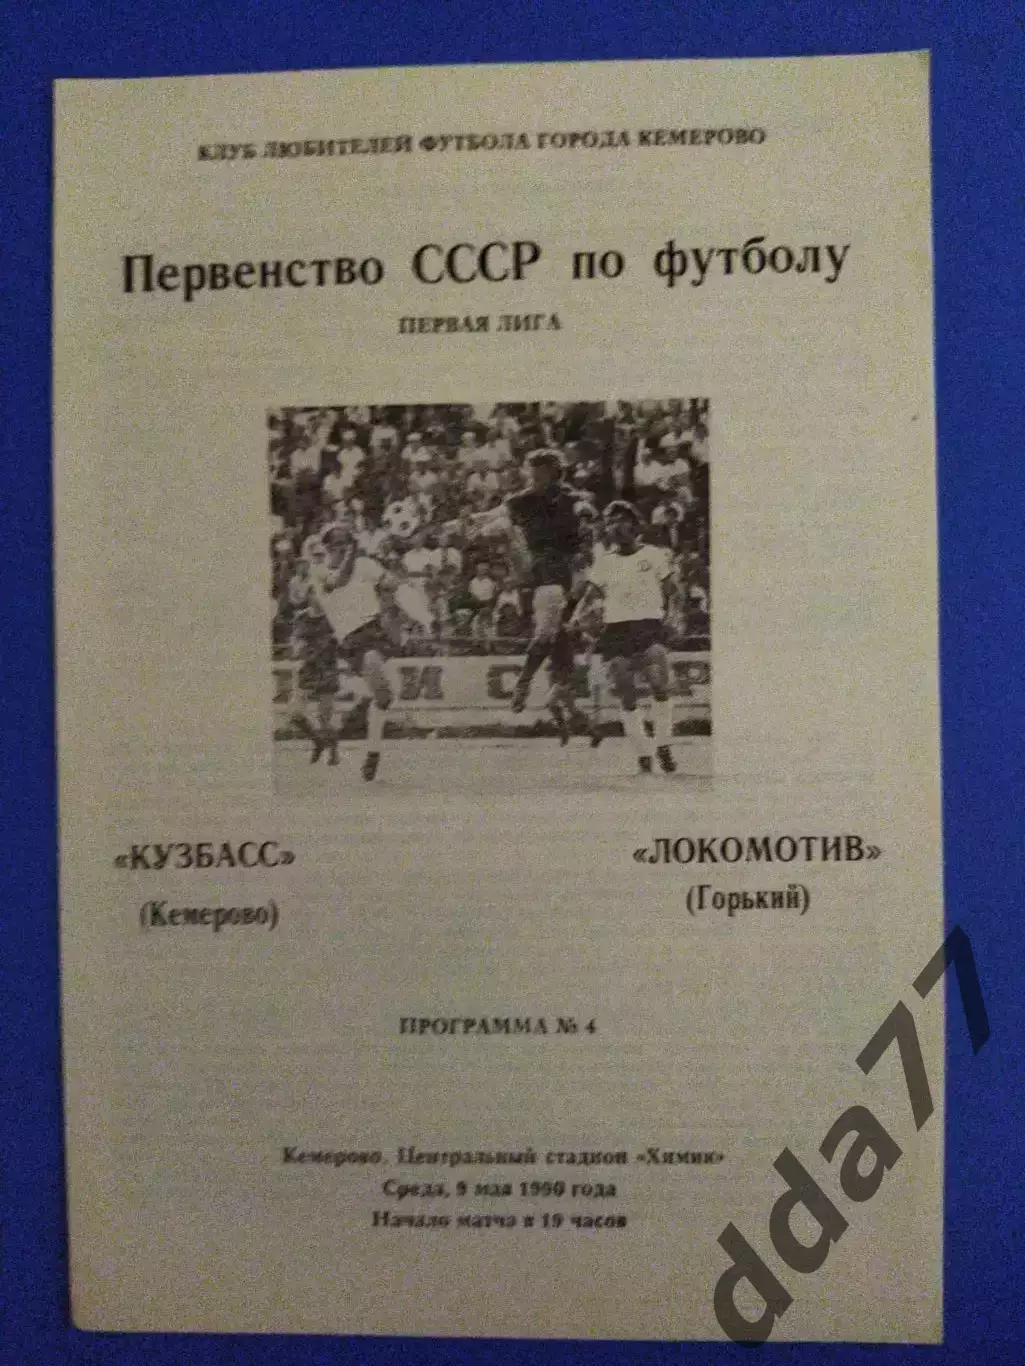 КЛУБ ЛЮБИТЕЛЕЙ ФУТБОЛА ГОРОДА КЕМЕРОВО
Первенство СССР по футболу
ПЕРВАЯ ЛИГА
«КУЗБАСС»
(Кемерово)
«ЛОКОМОТИВ»
(Горький)
ПРОГРАММА № 4
Кемерово. Центральный стадион «Химик»
Среда, 9 мая 1990 года
Начало матча в 19 часов
dda77